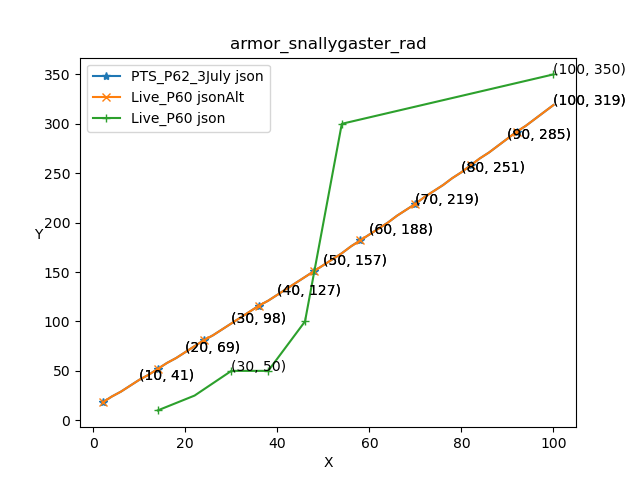 armor_snallygaster_rad
PTS_P62_3July json
Live_P60 jsonAlt
Live_P60 json
(100, 350)
(100, 319)
(90, 285)
(80, 251)
(70, 219)
(60, 188)
(50, 157)
(40, 127)
(30, 98)
(20, 69)
(30, 50)
(10, 41)
350
300
250
200
150
100
50
0
Y
0 20 40 60 80 100
X